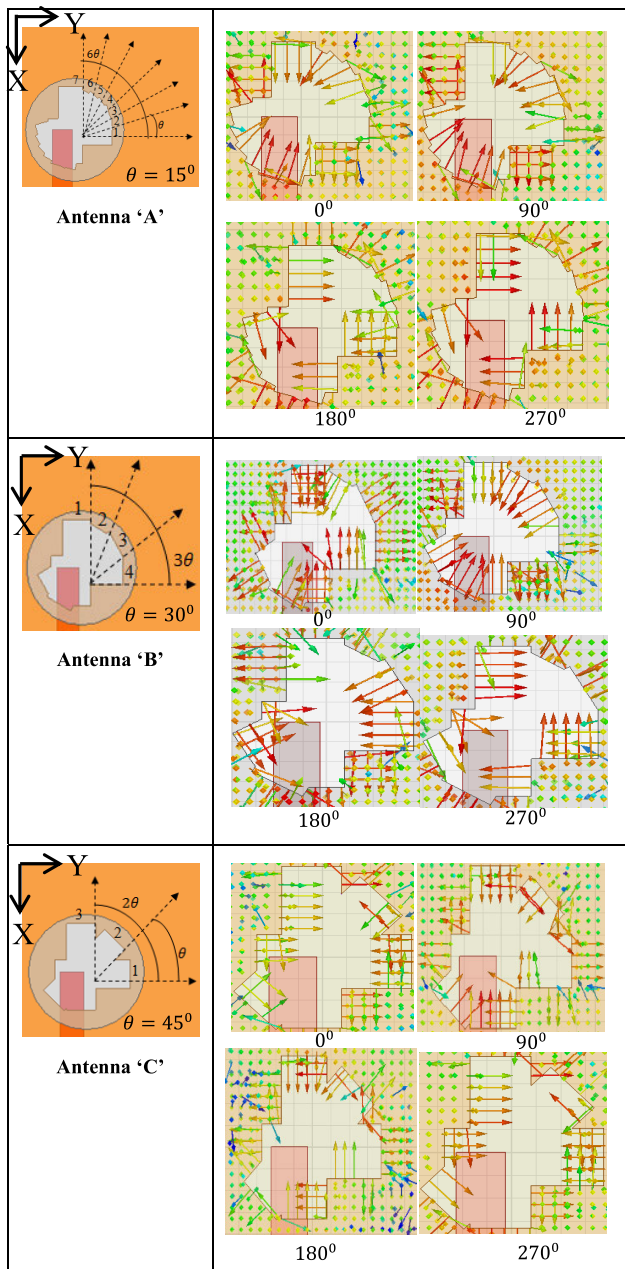 Y
X
6θ
7 6 5 4 3 2 1
θ
θ = 15⁰
Antenna ‘A’
0⁰
90⁰
180⁰
270⁰
Y
X
1 2 3 4
3θ
θ = 30⁰
Antenna ‘B’
0⁰
90⁰
180⁰
270⁰
Y
X
2θ
3 2 1
θ
θ = 45⁰
Antenna ‘C’
0⁰
90⁰
180⁰
270⁰